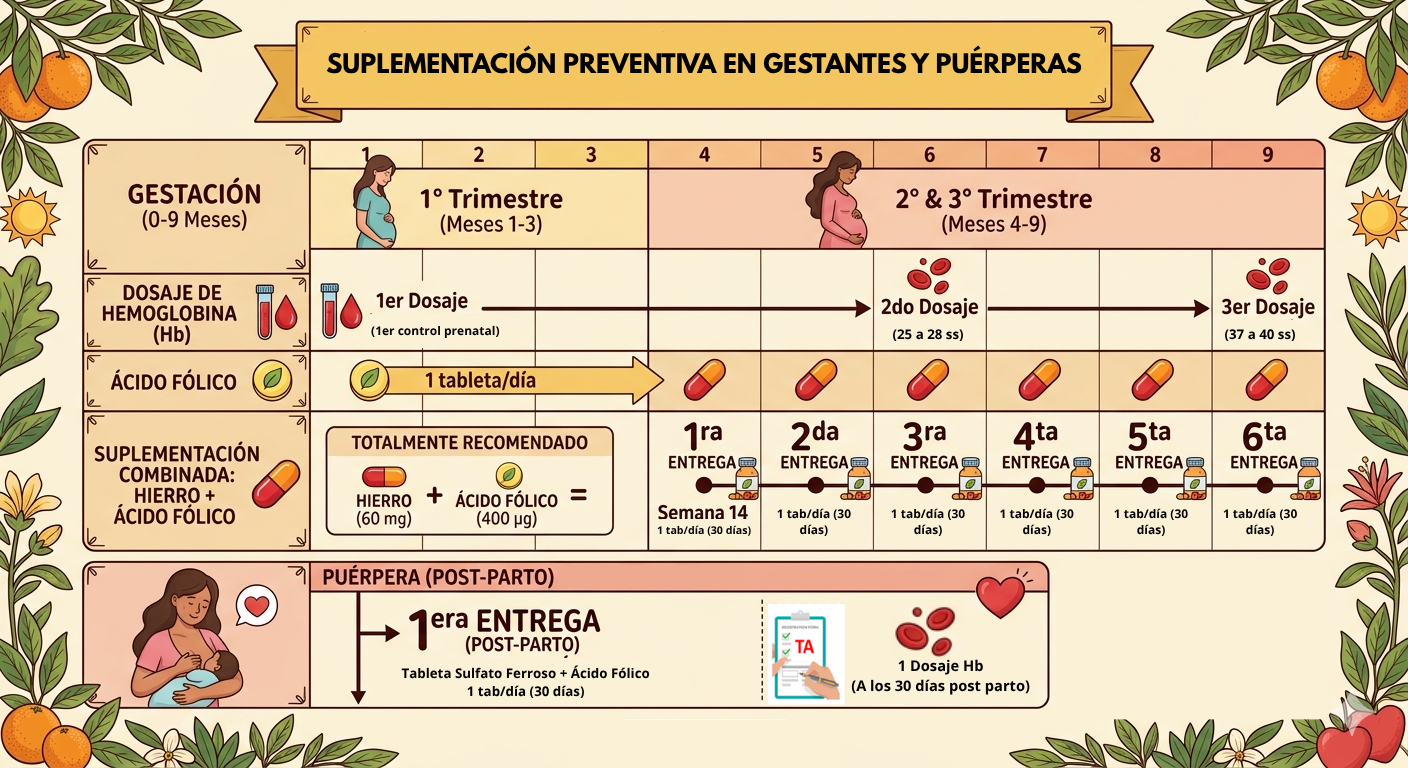 SUPLEMENTACIÓN PREVENTIVA EN GESTANTES Y PUÉRPERAS
GESTACIÓN
(0-9 Meses)
1 2 3 4 5 6 7 8 9
1° Trimestre
(Meses 1-3)
2° & 3° Trimestre
(Meses 4-9)
DOSAJE DE
HEMOGLOBINA
(Hb)
1er Dosaje
(1er control prenatal)
2do Dosaje
(25 a 28 ss)
3er Dosaje
(37 a 40 ss)
ÁCIDO FÓLICO
1 tableta/día
SUPLEMENTACIÓN
COMBINADA:
HIERRO +
ÁCIDO FÓLICO
TOTALMENTE RECOMENDADO
HIERRO
(60 mg)
+
ÁCIDO FÓLICO
(400 µg)
=
1ra
ENTREGA
Semana 14
1 tab/día (30 días)
2da
ENTREGA
1 tab/día (30
días)
3ra
ENTREGA
1 tab/día (30
días)
4ta
ENTREGA
1 tab/día (30
días)
5ta
ENTREGA
1 tab/día (30
días)
6ta
ENTREGA
1 tab/día (30
días)
PUÉRPERA (POST-PARTO)
1era ENTREGA
(POST-PARTO)
Tableta Sulfato Ferroso + Ácido Fólico
1 tab/día (30 días)
REGISTRATION FORM
TA
1 Dosaje Hb
(A los 30 días post parto)